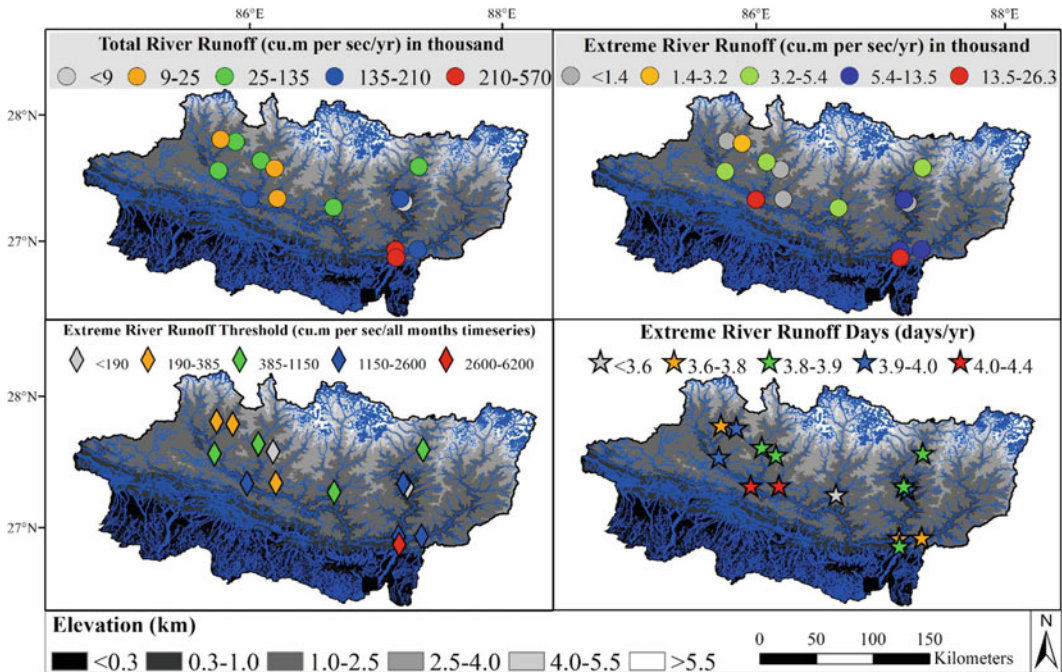 86°E 88°E 86°E 88°E
Total River Runoff (cu.m per sec/yr) in thousand
<9 9-25 25-135 135-210 210-570
Extreme River Runoff (cu.m per sec/yr) in thousand
<1.4 1.4-3.2 3.2-5.4 5.4-13.5 13.5-26.3
28°N
27°N
Extreme River Runoff Threshold (cu.m per sec/all months timeseries)
<190 190-385 385-1150 1150-2600 2600-6200
Extreme River Runoff Days (days/yr)
<3.6 3.6-3.8 3.8-3.9 3.9-4.0 4.0-4.4
28°N
27°N
Elevation (km)
<0.3 0.3-1.0 1.0-2.5 2.5-4.0 4.0-5.5 >5.5
0 50 100 150
Kilometers
N